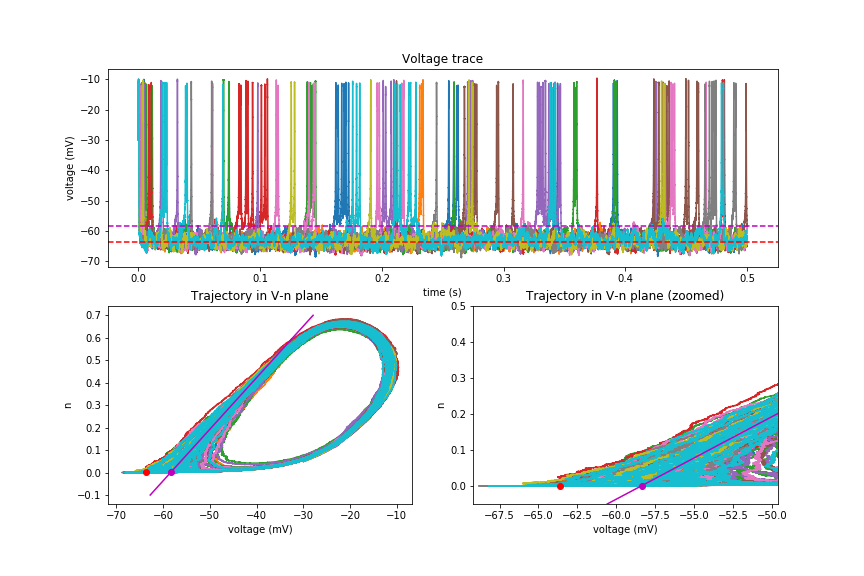 Voltage trace
voltage (mV)
−10
−20
−30
−40
−50
−60
−70
0.0 0.1 0.2 0.3 0.4 0.5
time (s)
Trajectory in V-n plane
n
0.7
0.6
0.5
0.4
0.3
0.2
0.1
0.0
−0.1
−70 −60 −50 −40 −30 −20 −10
voltage (mV)
Trajectory in V-n plane (zoomed)
n
0.5
0.4
0.3
0.2
0.1
0.0
−67.5 −65.0 −62.5 −60.0 −57.5 −55.0 −52.5 −50.0
voltage (mV)